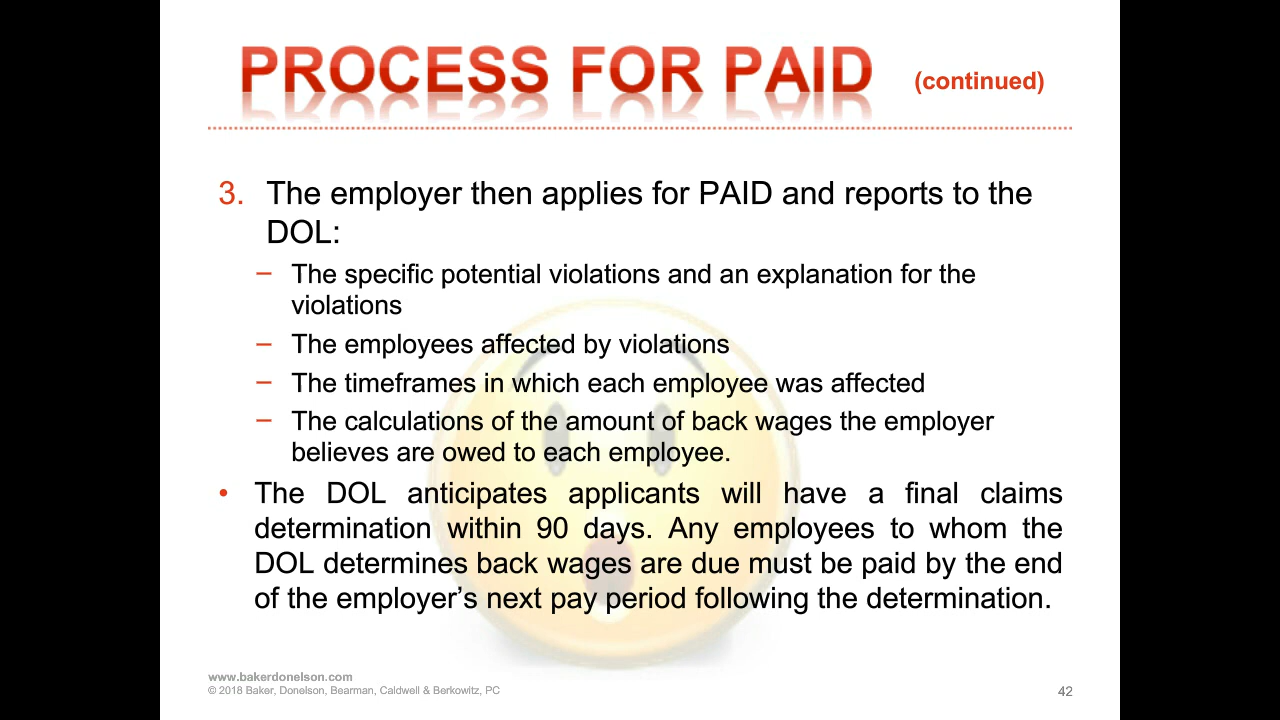 PROCESS FOR PAID (continued)
3. The employer then applies for PAID and reports to the
DOL:
– The specific potential violations and an explanation for the
violations
– The employees affected by violations
– The timeframes in which each employee was affected
– The calculations of the amount of back wages the employer
believes are owed to each employee.
• The DOL anticipates applicants will have a final claims
determination within 90 days. Any employees to whom the
DOL determines back wages are due must be paid by the end
of the employer’s next pay period following the determination.
www.bakerdonelson.com
© 2018 Baker, Donelson, Bearman, Caldwell & Berkowitz, PC
42